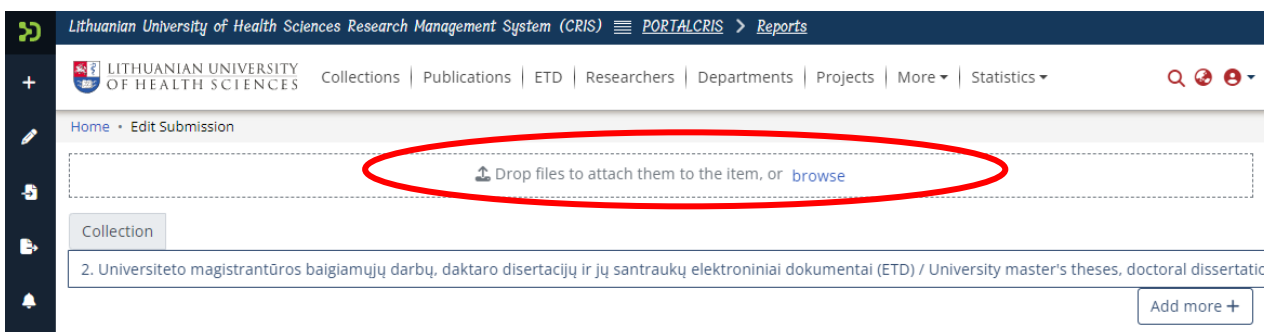 Lithuanian University of Health Sciences Research Management System (CRIS) PORTALCRIS > Reports
LITHUANIAN UNIVERSITY
OF HEALTH SCIENCES
Collections | Publications | ETD | Researchers | Departments | Projects | More | Statistics
Home • Edit Submission
Drop files to attach them to the item, or browse
Collection
2. Universiteto magistrantūros baigiamųjų darbų, daktaro disertacijų ir jų santraukų elektroniniai dokumentai (ETD) / University master's theses, doctoral dissertatio
Add more +